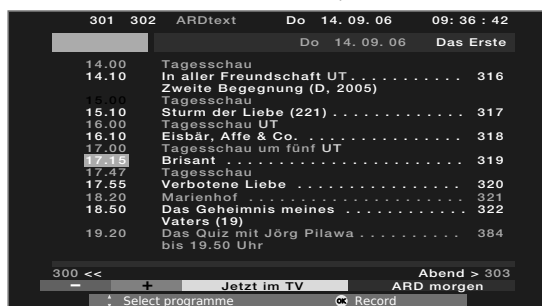 301 302 ARDtext Do 14. 09. 06 09: 36 : 42
Do 14. 09. 06 Das Erste
14.00 Tagesschau
14.10 In aller Freundschaft UT . . . . . . . . . . . 316
Zweite Begegnung (D, 2005)
15.00 Tagesschau
15.10 Sturm der Liebe (221) . . . . . . . . . . . . . 317
16.00 Tagesschau UT
16.10 Eisbär, Affe & Co. . . . . . . . . . . . . . . . . 318
17.00 Tagesschau um fünf UT
17.15 Brisant . . . . . . . . . . . . . . . . . . . . . . . 319
17.47 Tagesschau
17.55 Verbotene Liebe . . . . . . . . . . . . . . . . 320
18.20 Marienhof . . . . . . . . . . . . . . . . . . . . . 321
18.50 Das Geheimnis meines . . . . . . . . . . . 322
Vaters (19)
19.20 Das Quiz mit Jörg Pilawa . . . . . . . . . . 384
bis 19.50 Uhr
300 << Abend > 303
− + Jetzt im TV ARD morgen
Select programme OK Record